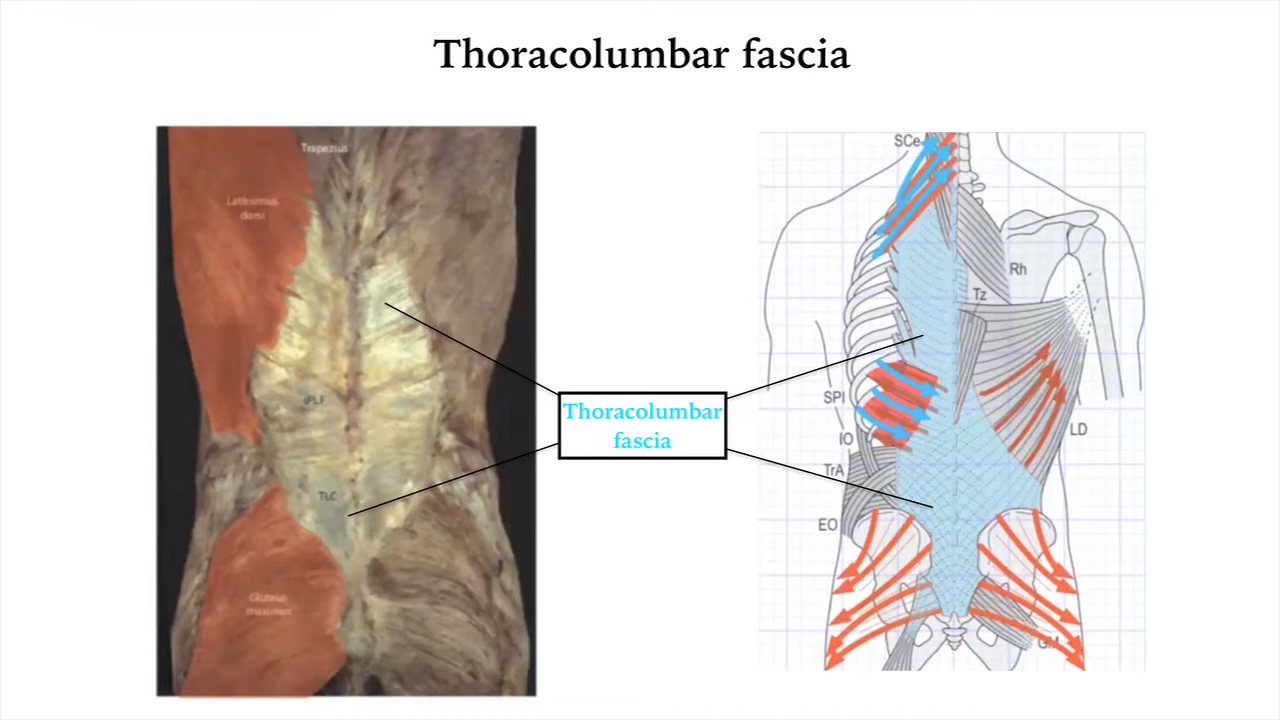 Thoracolumbar fascia
Trapezius
Latissimus
dorsi
TLC
Gluteus
maximus
Thoracolumbar
fascia
SCe
Rh
Tz
SPI
IO
LD
TrA
EO
GM